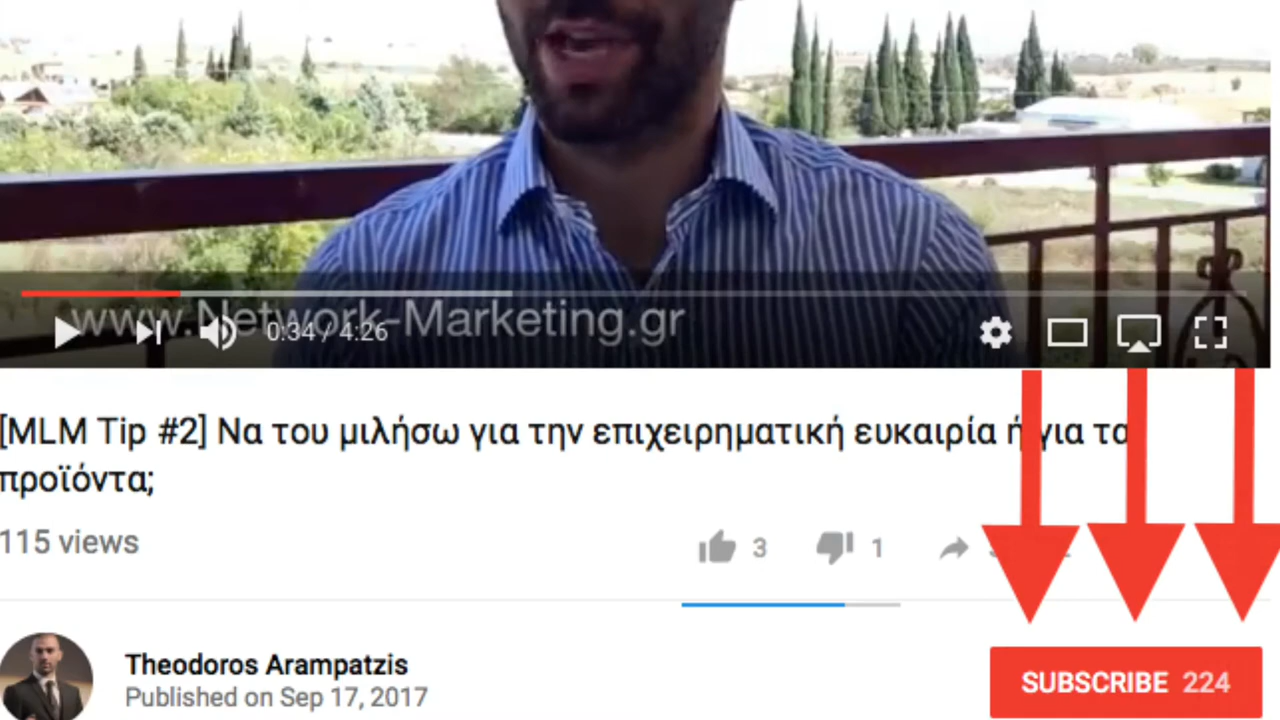 www.Network-Marketing.gr
0:34 / 4:26
[MLM Tip #2] Να του μιλήσω για την επιχειρηματική ευκαιρία ή για τα
προϊόντα;
115 views
3
1
Theodoros Arampatzis
Published on Sep 17, 2017
SUBSCRIBE 224